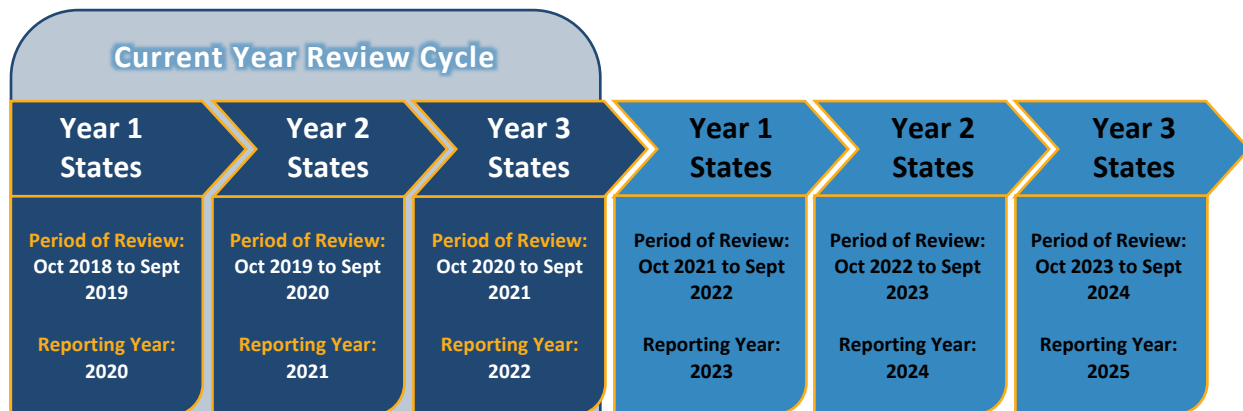 Current Year Review Cycle
Year 1
States
Year 2
States
Year 3
States
Year 1
States
Year 2
States
Year 3
States
Period of Review:
Oct 2018 to Sept
2019
Reporting Year:
2020
Period of Review:
Oct 2019 to Sept
2020
Reporting Year:
2021
Period of Review:
Oct 2020 to Sept
2021
Reporting Year:
2022
Period of Review:
Oct 2021 to Sept
2022
Reporting Year:
2023
Period of Review:
Oct 2022 to Sept
2023
Reporting Year:
2024
Period of Review:
Oct 2023 to Sept
2024
Reporting Year:
2025